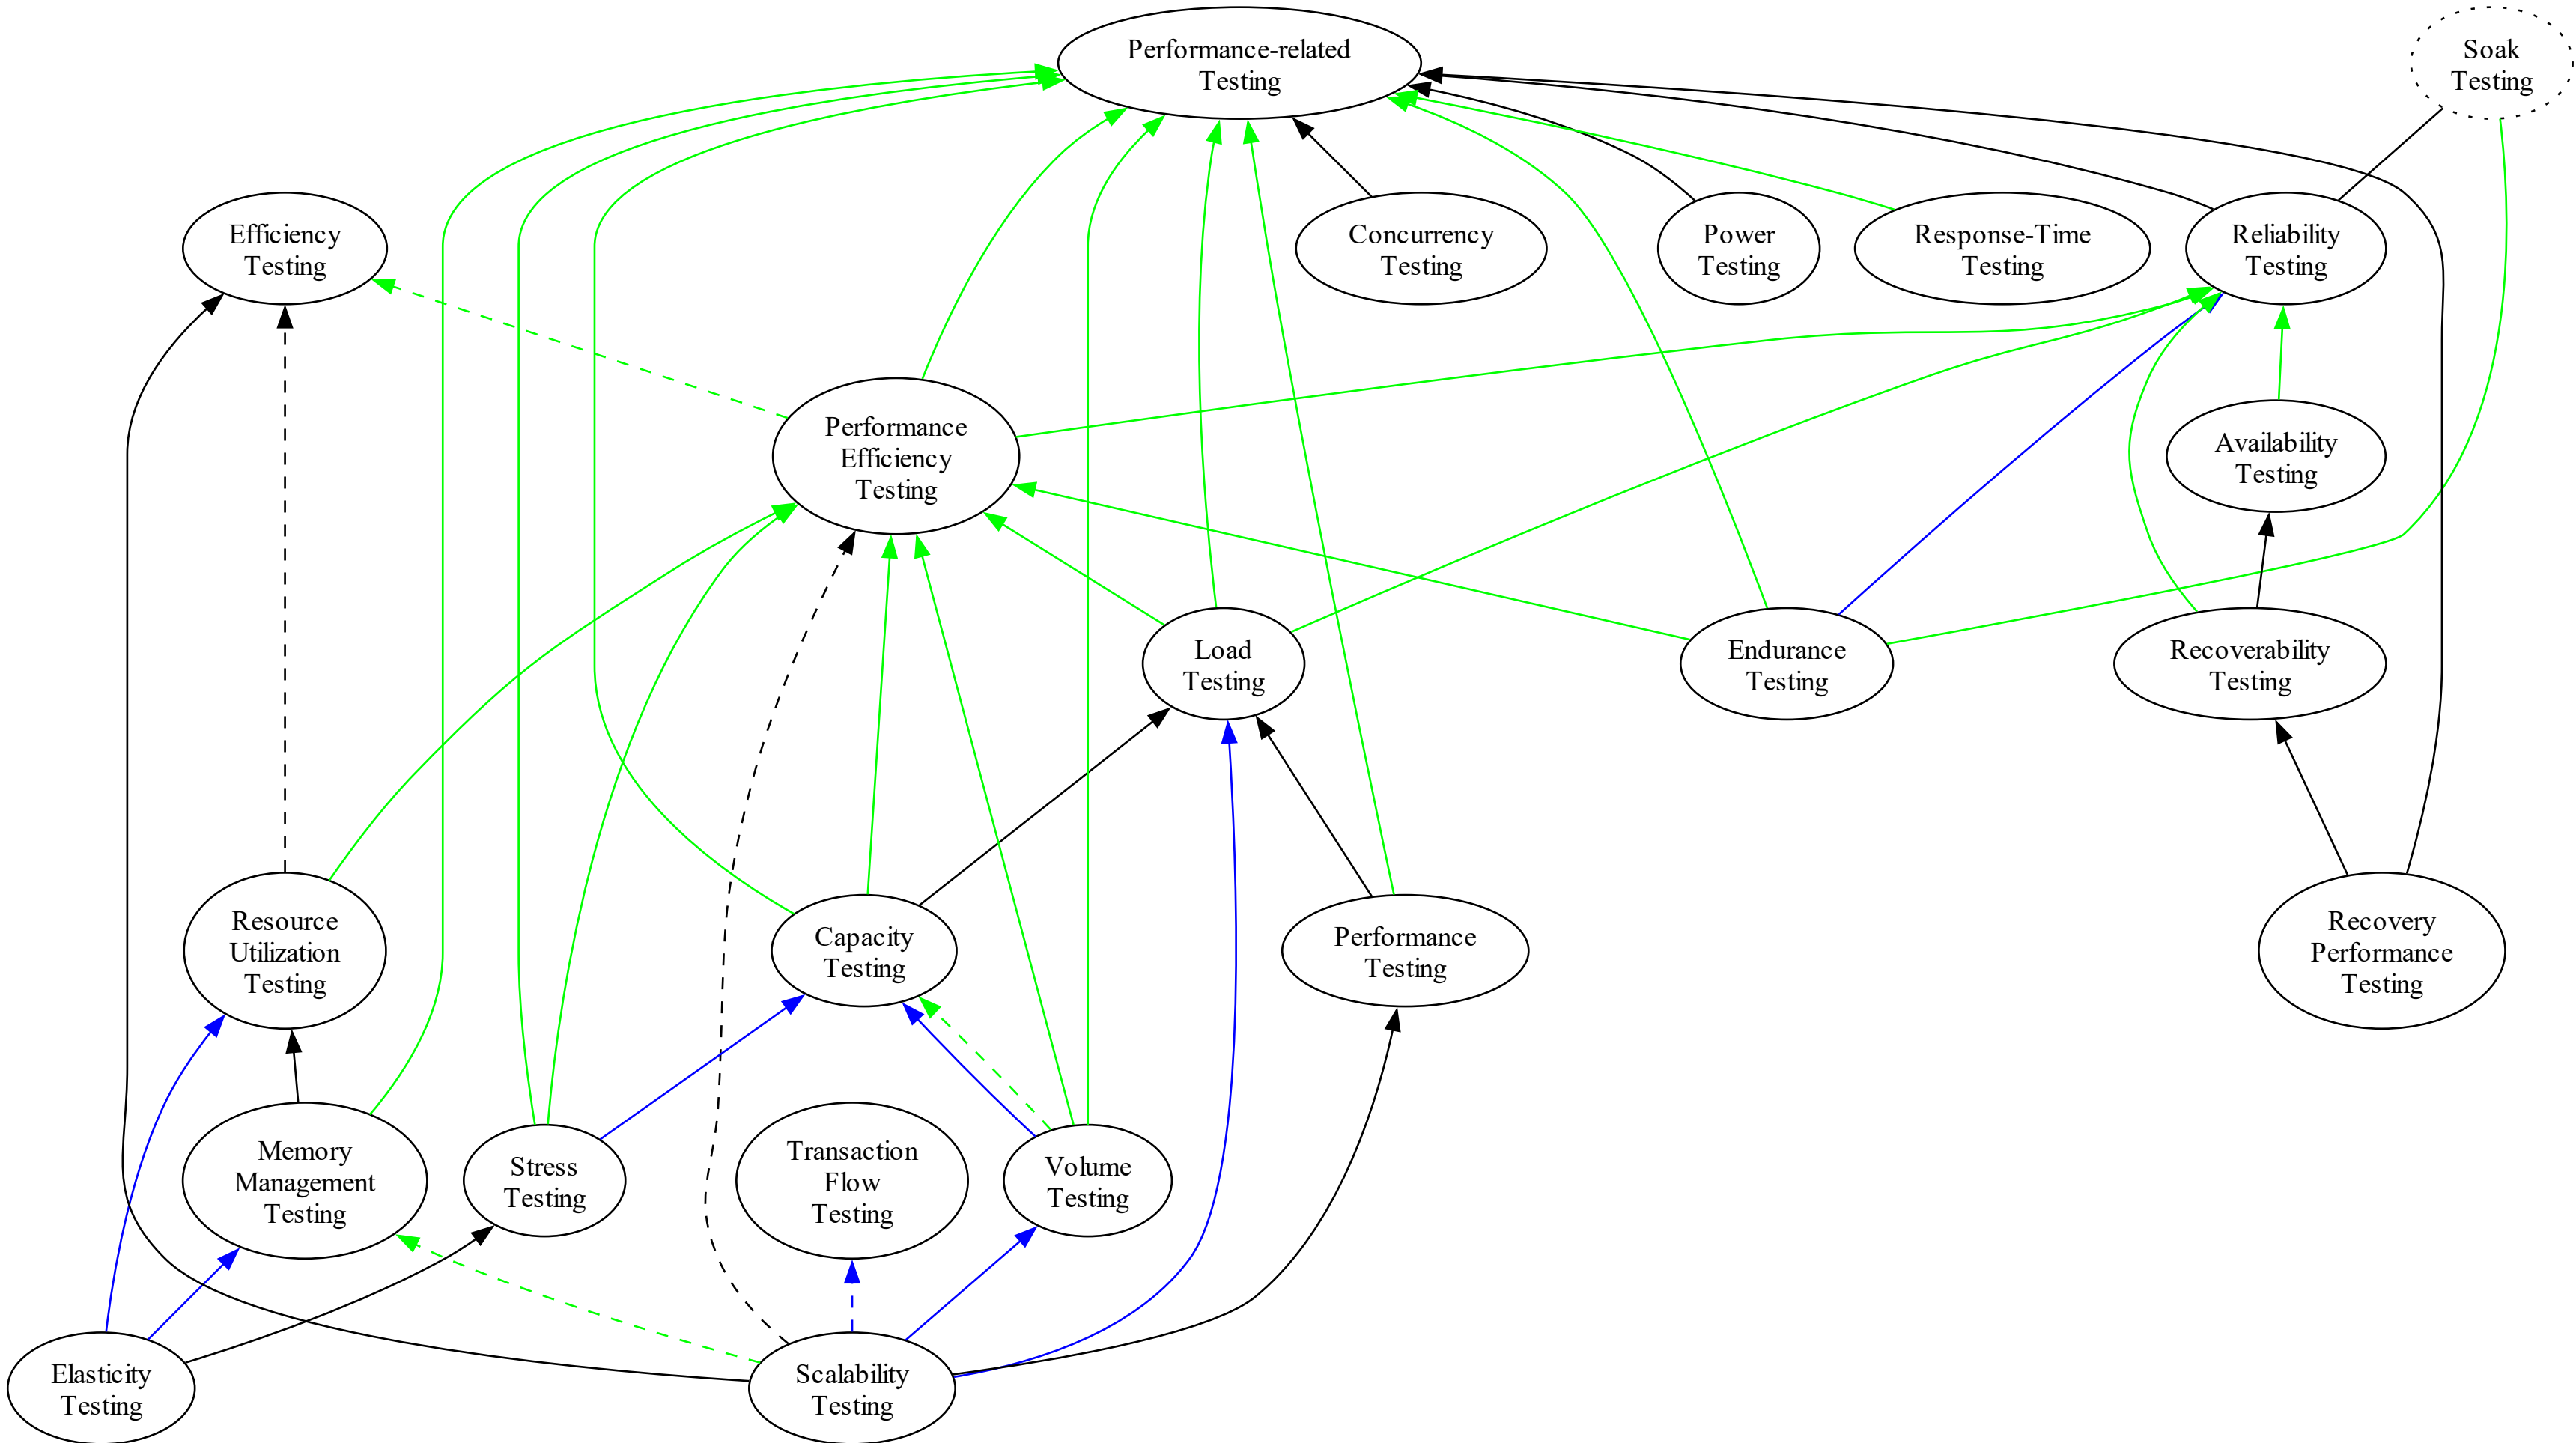 Performance-related
Testing
Soak
Testing
Efficiency
Testing
Concurrency
Testing
Power
Testing
Response-Time
Testing
Reliability
Testing
Performance
Efficiency
Testing
Availability
Testing
Load
Testing
Endurance
Testing
Recoverability
Testing
Resource
Utilization
Testing
Capacity
Testing
Performance
Testing
Recovery
Performance
Testing
Memory
Management
Testing
Stress
Testing
Transaction
Flow
Testing
Volume
Testing
Elasticity
Testing
Scalability
Testing